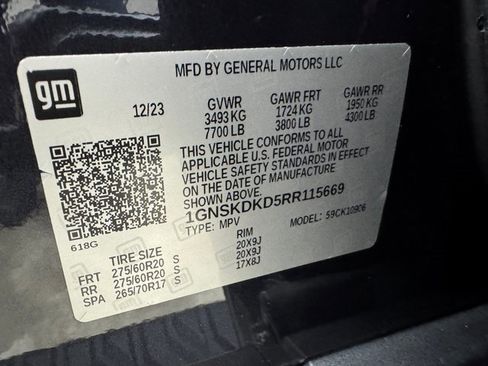 gm
MFD BY GENERAL MOTORS LLC
12/23
GVWR GAWR FRT GAWR RR
3493 KG 1724 KG 1950 KG
7700 LB 3800 LB 4300 LB
THIS VEHICLE CONFORMS TO ALL
APPLICABLE U.S. FEDERAL MOTOR
VEHICLE SAFETY STANDARDS IN EFFECT
ON THE DATE OF MANUFACTURE
SHOWN ABOVE.
1GNSKDKD5RR115669
TYPE: MPV MODEL: 59CK10906
618G
TIRE SIZE RIM
FRT 275/60R20 S 20X9J
RR 275/60R20 S 20X9J
SPA 265/70R17 S 17X8J